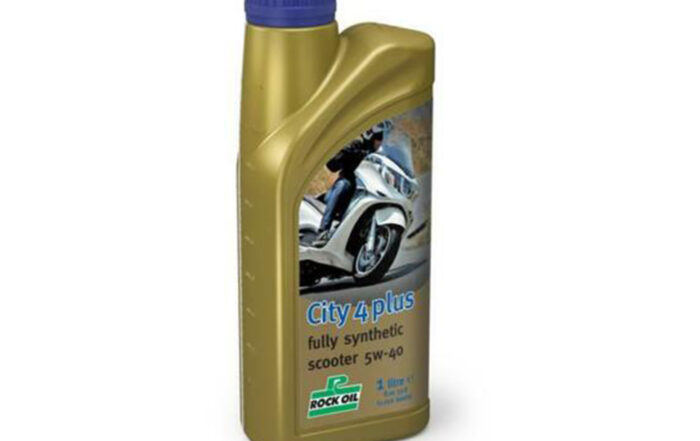 City 4 plus
fully synthetic
scooter 5w-40
ROCK OIL
1 litre